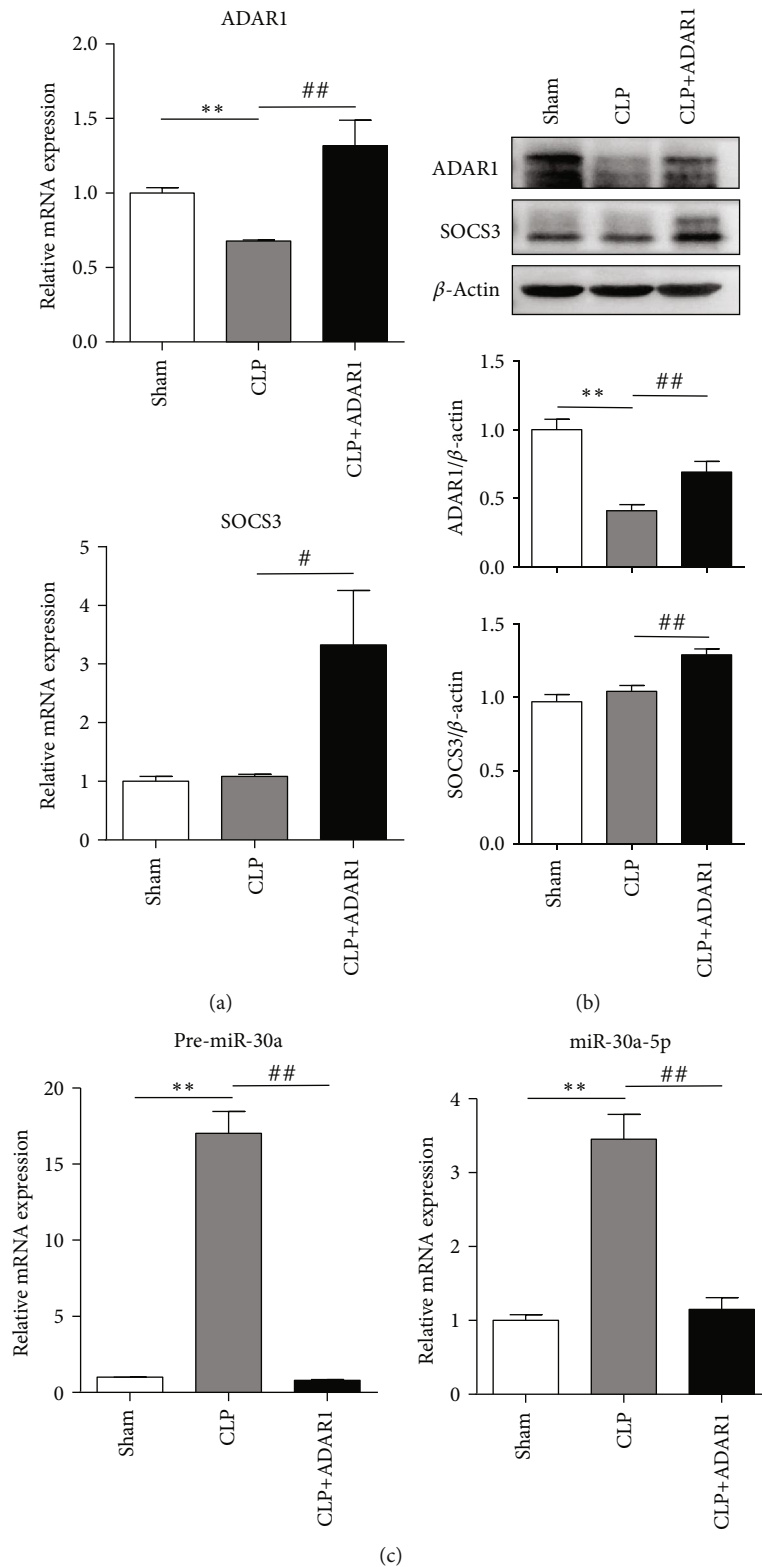 ADAR1
Relative mRNA expression
2.0
1.5
1.0
0.5
0.0
**
##
Sham
CLP
CLP+ADAR1
SOCS3
Relative mRNA expression
5
4
3
2
1
0
#
Sham
CLP
CLP+ADAR1
(a)
Sham
CLP
CLP+ADAR1
ADAR1
SOCS3
β-Actin
ADAR1/β-actin
1.5
1.0
0.5
0.0
**
##
SOCS3/β-actin
1.5
1.0
0.5
0.0
##
Sham
CLP
CLP+ADAR1
(b)
Pre-miR-30a
Relative mRNA expression
20
15
10
5
0
**
##
Sham
CLP
CLP+ADAR1
miR-30a-5p
Relative mRNA expression
4
3
2
1
0
**
##
Sham
CLP
CLP+ADAR1
(c)